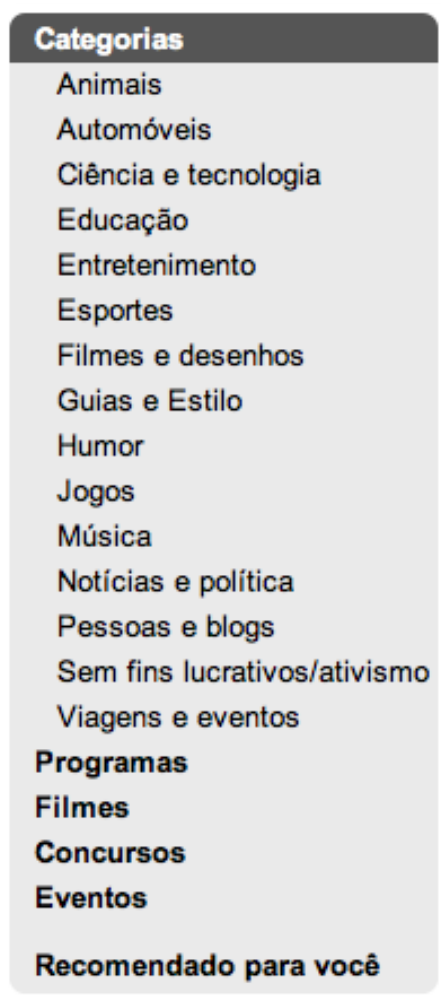 Categorias
Animais
Automóveis
Ciência e tecnologia
Educação
Entretenimento
Esportes
Filmes e desenhos
Guias e Estilo
Humor
Jogos
Música
Notícias e política
Pessoas e blogs
Sem fins lucrativos/ativismo
Viagens e eventos
Programas
Filmes
Concursos
Eventos
Recomendado para você